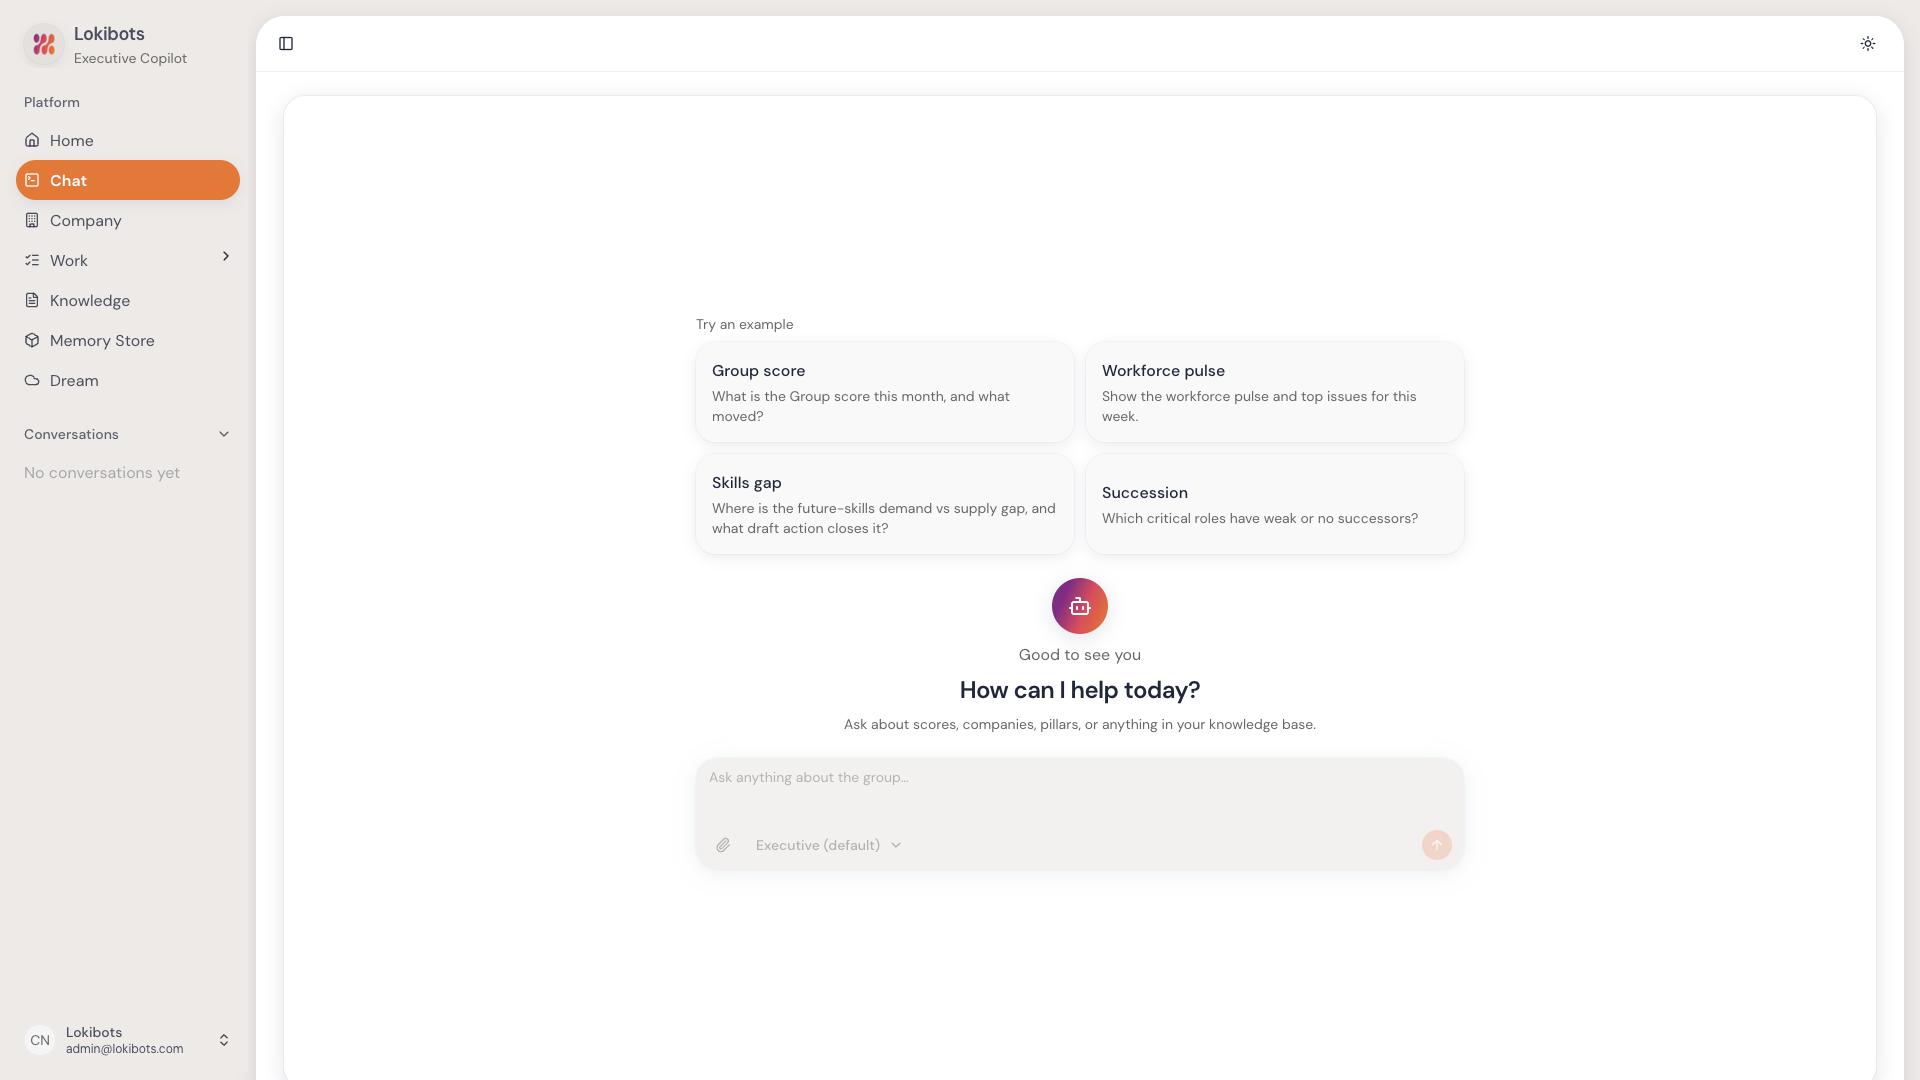 Lokibots
Executive Copilot
Platform
Home
Chat
Company
Work
Knowledge
Memory Store
Dream
Conversations
No conversations yet
CN
Lokibots
admin@lokibots.com
Try an example
Group score
What is the Group score this month, and what
moved?
Workforce pulse
Show the workforce pulse and top issues for this
week.
Skills gap
Where is the future-skills demand vs supply gap, and
what draft action closes it?
Succession
Which critical roles have weak or no successors?
Good to see you
How can I help today?
Ask about scores, companies, pillars, or anything in your knowledge base.
Ask anything about the group...
Executive (default)